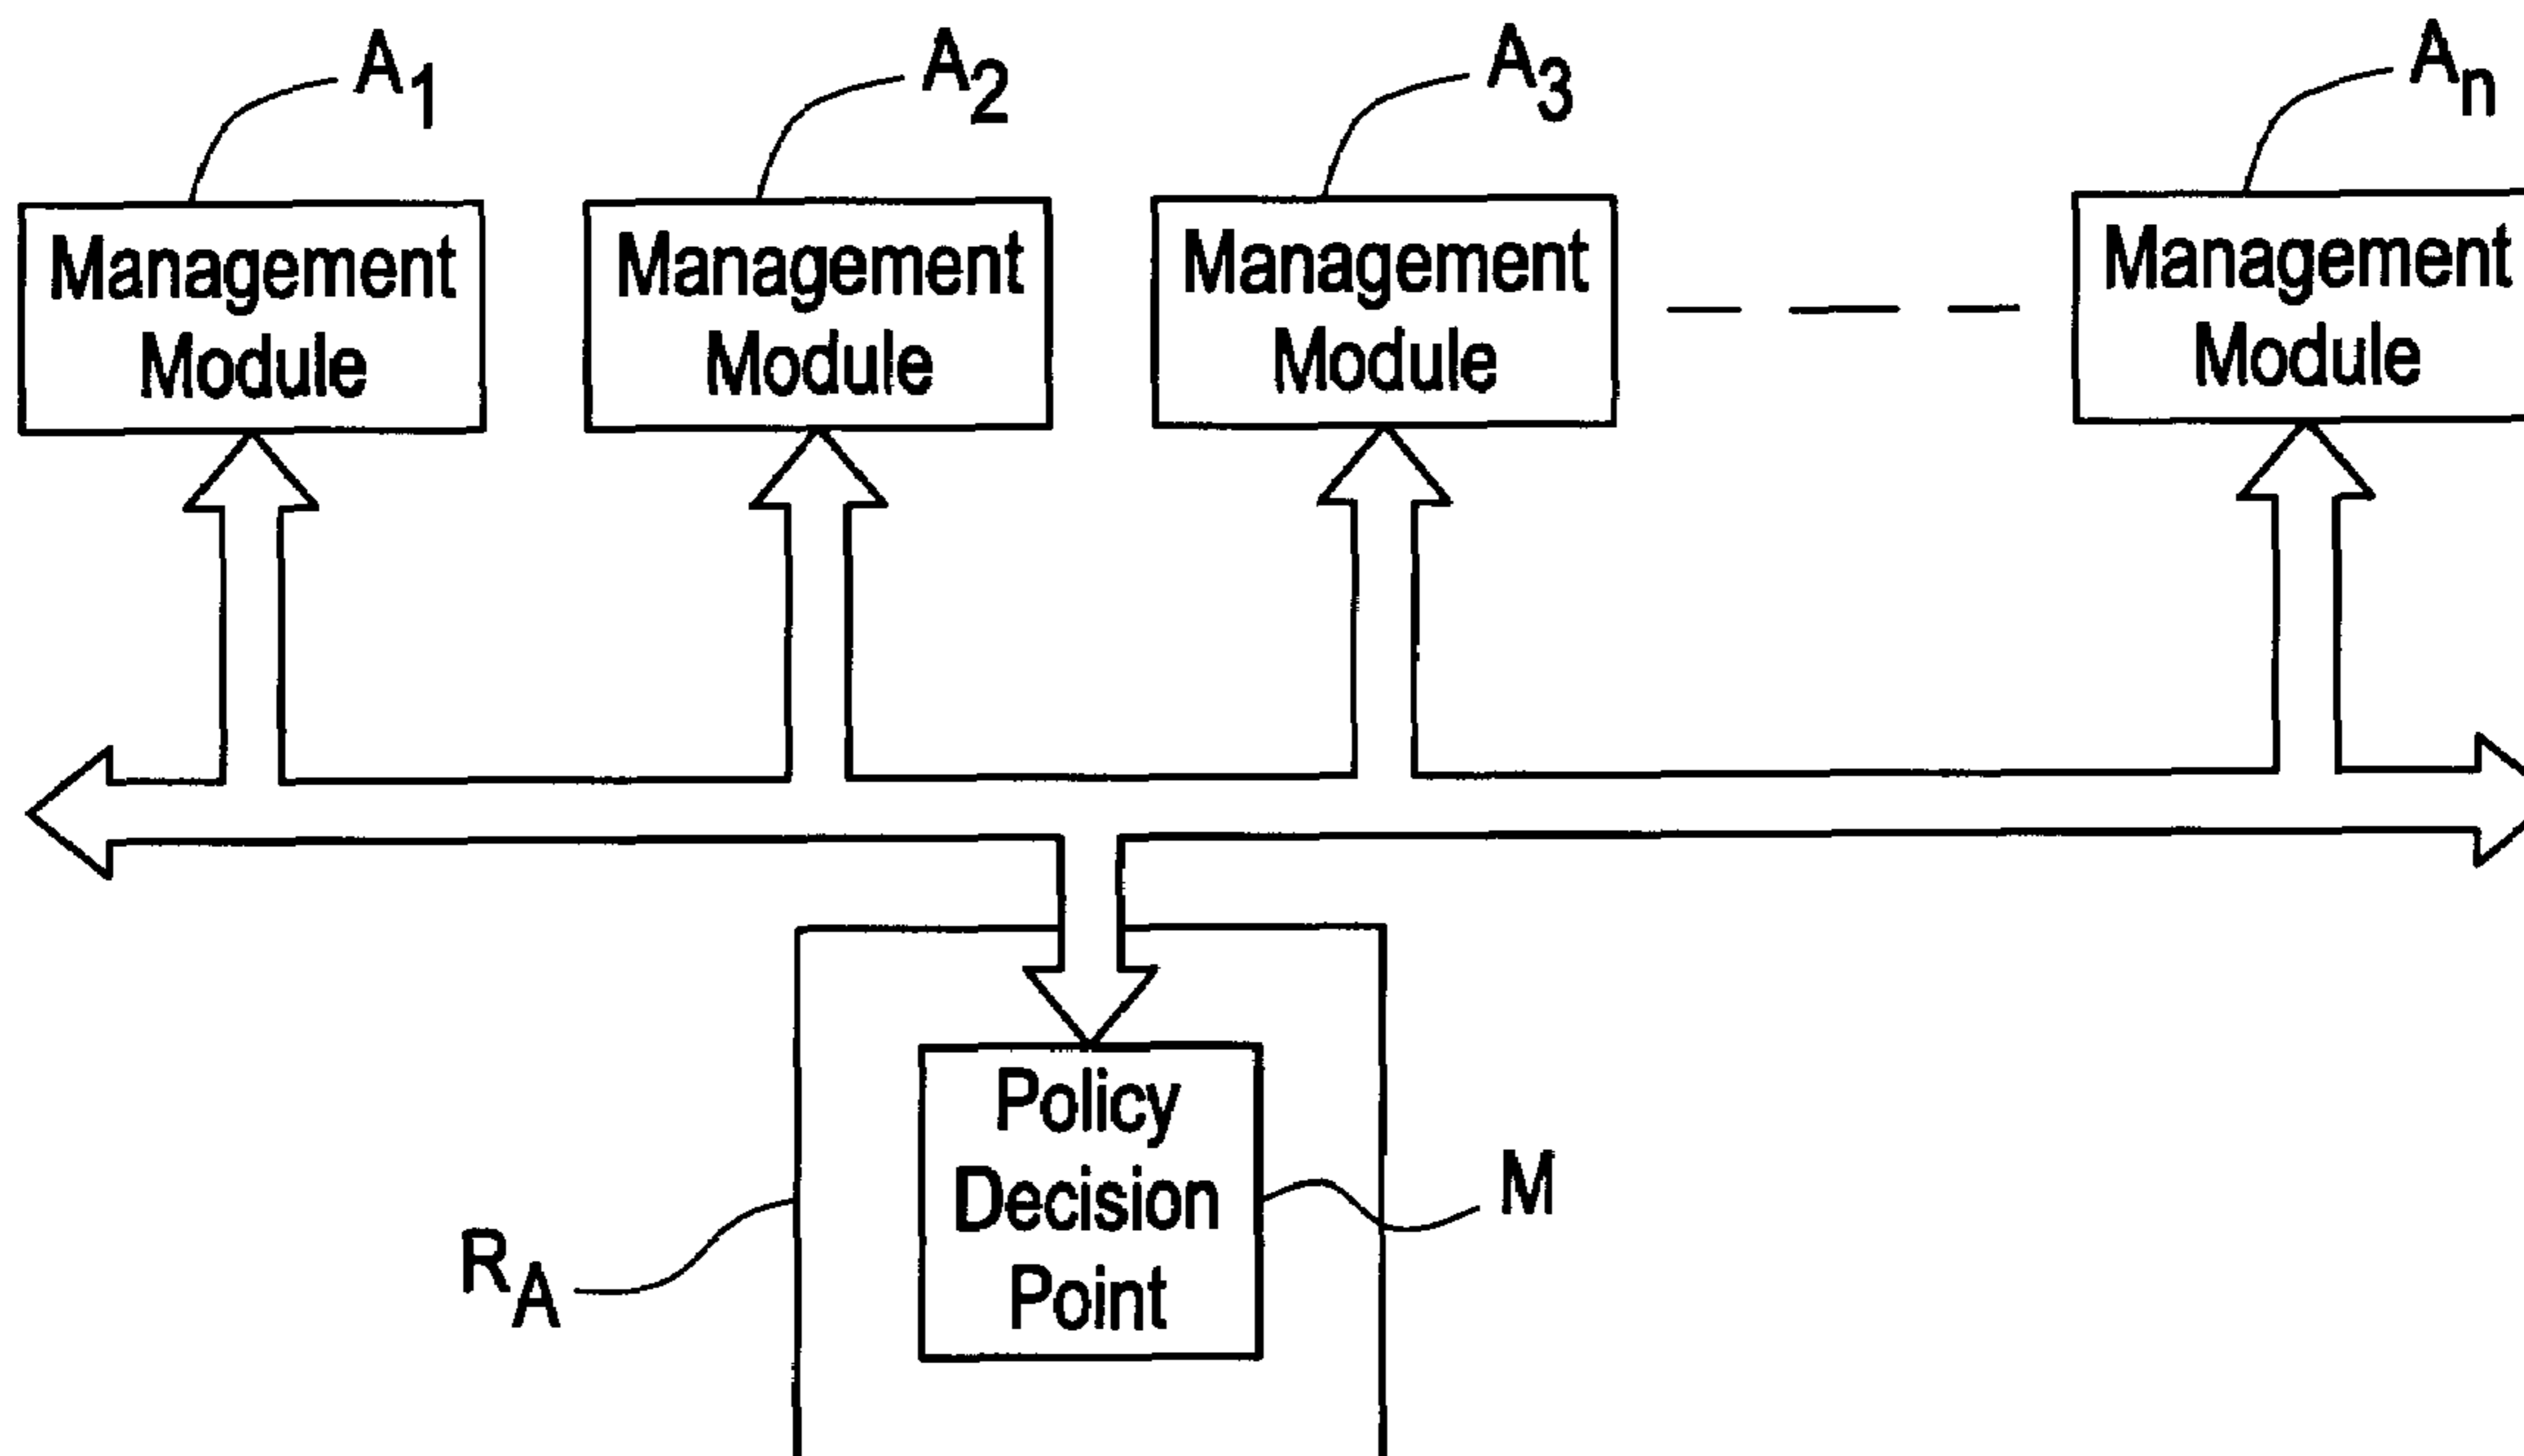 A1
A2
A3
An
Management
Module
Management
Module
Management
Module
Management
Module
Policy
Decision
Point
M
RA